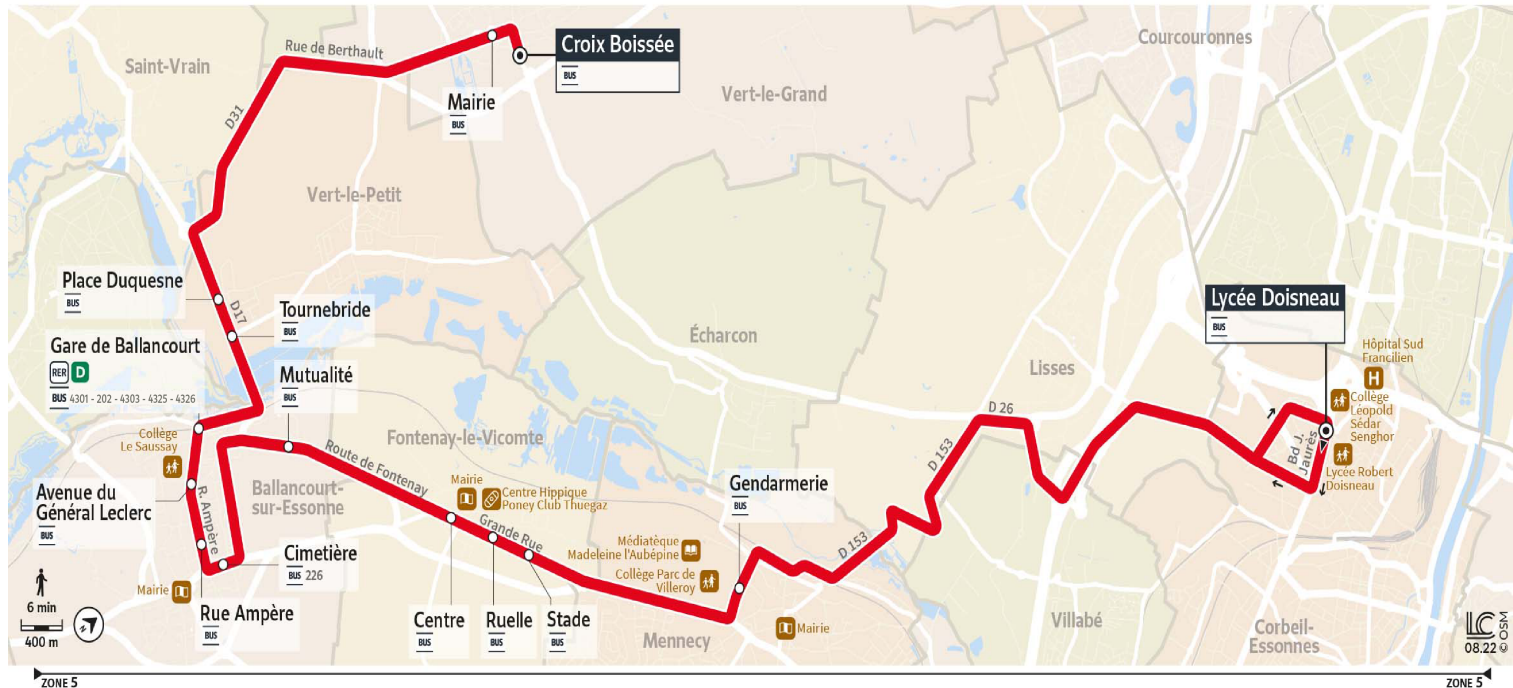 Courcouronnes
Croix Boissée
BUS
Rue de Berthault
Saint-Vrain
Vert-le-Grand
Mairie
BUS
D31
Vert-le-Petit
Place Duquesne
BUS
D17
Tournebride
BUS
Lycée Doisneau
BUS
Écharcon
Gare de Ballancourt
RER D
BUS 4301 - 202 - 4303 - 4325 - 4326
Hôpital Sud
Francilien
H
Mutualité
BUS
Lisses
Collège
Léopold
Sédar
Senghor
D 26
Collège
Le Saussay
Fontenay-le-Vicomte
Bd J.
Jaurès
Route de Fontenay
D 153
Lycée Robert
Doisneau
Avenue du
Général Leclerc
BUS
R. Ampère
Ballancourt-
sur-Essonne
Mairie
Centre Hippique
Poney Club Thuegaz
Gendarmerie
BUS
Grande Rue
Médiatèque
Madeleine l'Aubépine
D 153
Cimetière
BUS 226
Collège Parc de
Villeroy
Mairie
6 min
400 m
Rue Ampère
BUS
Centre
BUS
Ruelle
BUS
Stade
BUS
Mennecy
Mairie
Villabé
Corbeil-
Essonnes
LC
08.22 © OSM
ZONE 5
ZONE 5